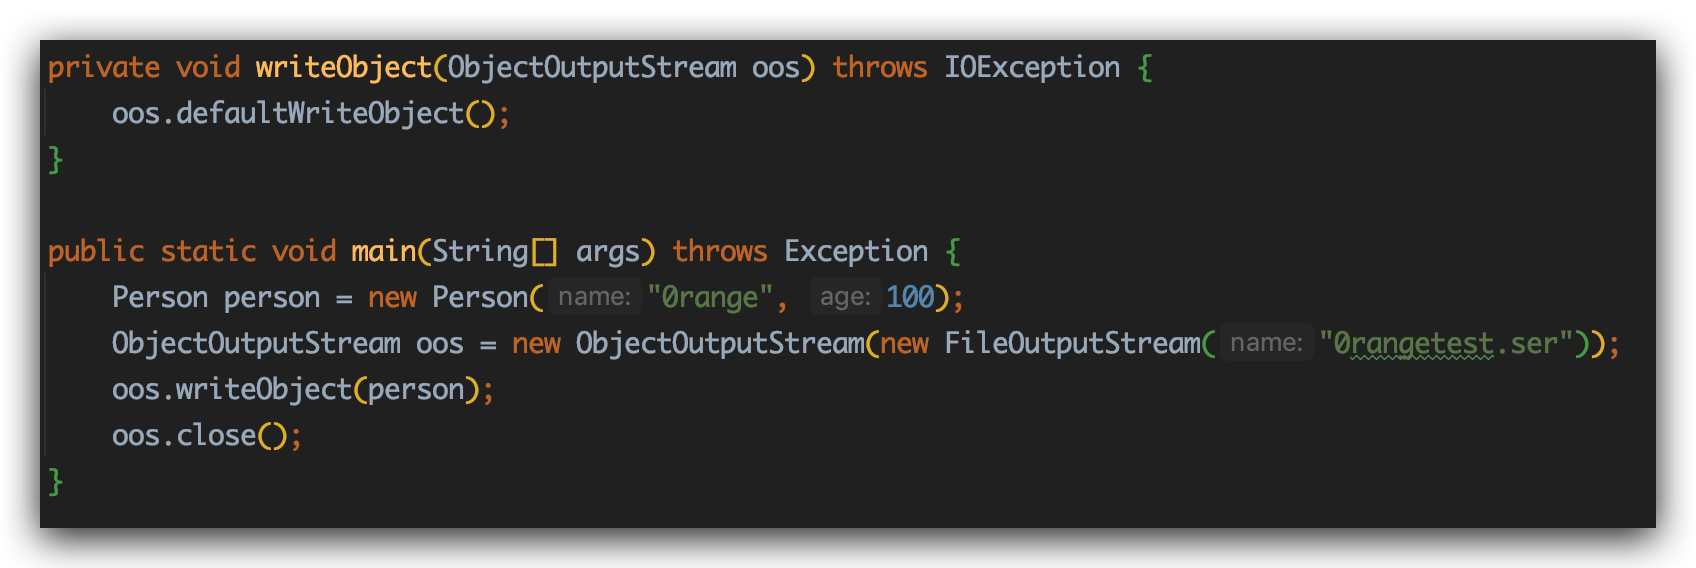 private void writeObject(ObjectOutputStream oos) throws IOException {
    oos.defaultWriteObject();
}
public static void main(String[] args) throws Exception {
    Person person = new Person( name: "0range", age: 100);
    ObjectOutputStream oos = new ObjectOutputStream(new FileOutputStream( name: "0rangetest.ser"));
    oos.writeObject(person);
    oos.close();
}